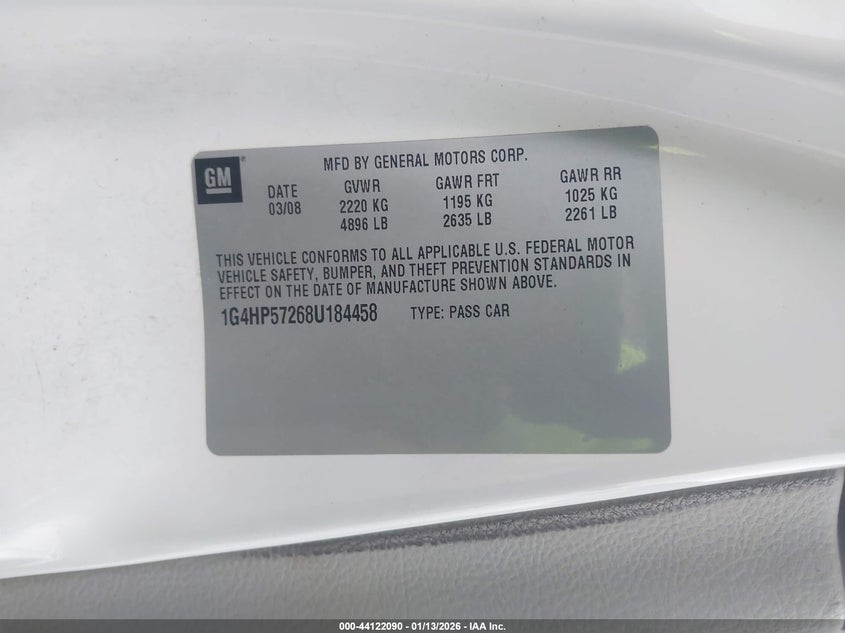 GM
MFD BY GENERAL MOTORS CORP.
DATE GVWR GAWR FRT GAWR RR
03/08 2220 KG 1195 KG 1025 KG
4896 LB 2635 LB 2261 LB
THIS VEHICLE CONFORMS TO ALL APPLICABLE U.S. FEDERAL MOTOR
VEHICLE SAFETY, BUMPER, AND THEFT PREVENTION STANDARDS IN
EFFECT ON THE DATE OF MANUFACTURE SHOWN ABOVE.
1G4HP57268U184458 TYPE: PASS CAR
000-44122090 - 01/13/2026 - IAA Inc.